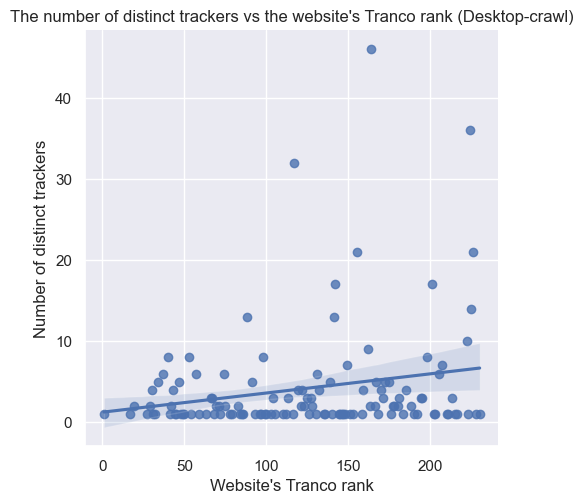 The number of distinct trackers vs the website's Tranco rank (Desktop-crawl)
Number of distinct trackers
40
30
20
10
0
0 50 100 150 200
Website's Tranco rank